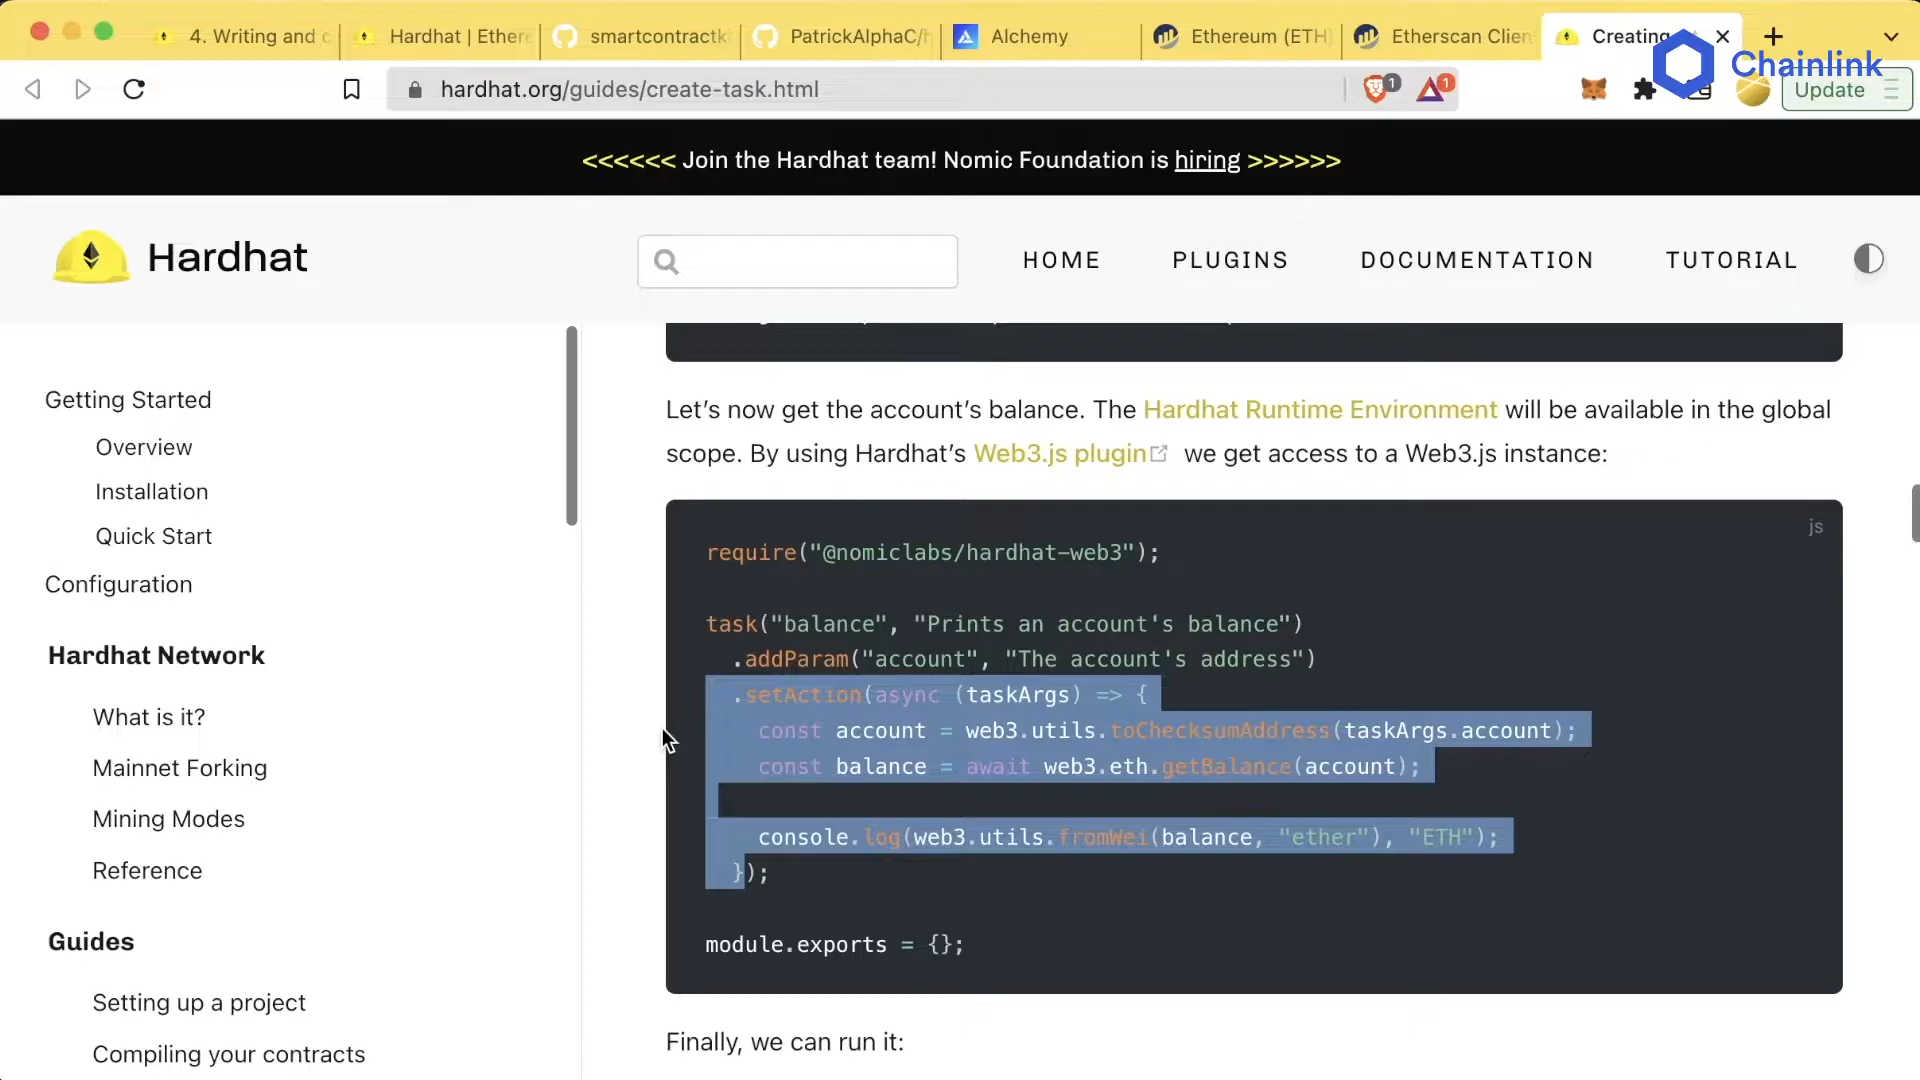 4. Writing and c
Hardhat | Ethere
smartcontractki
PatrickAlphaC/h
Alchemy
Ethereum (ETH)
Etherscan Clien
Creating
Chainlink
hardhat.org/guides/create-task.html
1
1
Update
<<<<<< Join the Hardhat team! Nomic Foundation is hiring >>>>>>
Hardhat
HOME
PLUGINS
DOCUMENTATION
TUTORIAL
Getting Started
Overview
Installation
Quick Start
Configuration
Hardhat Network
What is it?
Mainnet Forking
Mining Modes
Reference
Guides
Setting up a project
Compiling your contracts
Let’s now get the account’s balance. The Hardhat Runtime Environment will be available in the global
scope. By using Hardhat’s Web3.js plugin we get access to a Web3.js instance:
js
require("@nomiclabs/hardhat-web3");
task("balance", "Prints an account's balance")
.addParam("account", "The account's address")
.setAction(async (taskArgs) => {
const account = web3.utils.toChecksumAddress(taskArgs.account);
const balance = await web3.eth.getBalance(account);
console.log(web3.utils.fromWei(balance, "ether"), "ETH");
});
module.exports = {};
Finally, we can run it: